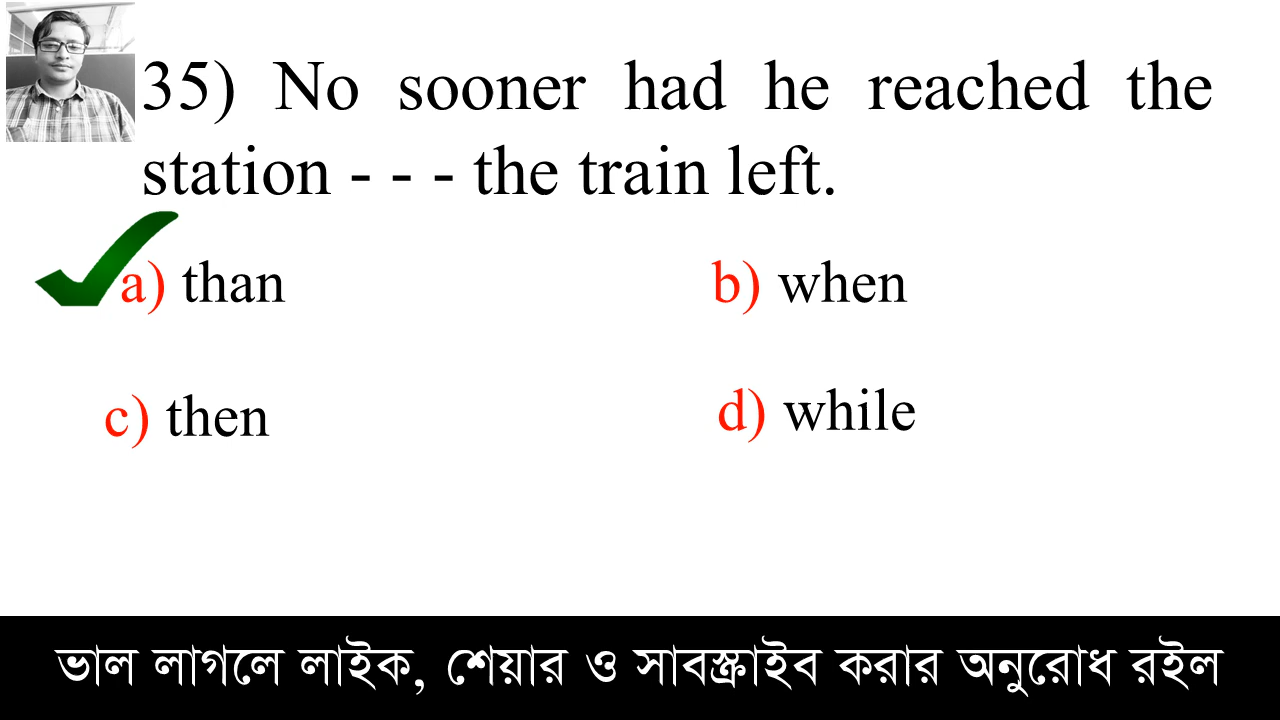 35) No sooner had he reached the
station - - - the train left.
a) than b) when
c) then d) while
ভাল লাগলে লাইক, শেয়ার ও সাবস্ক্রাইব করার অনুরোধ রইল